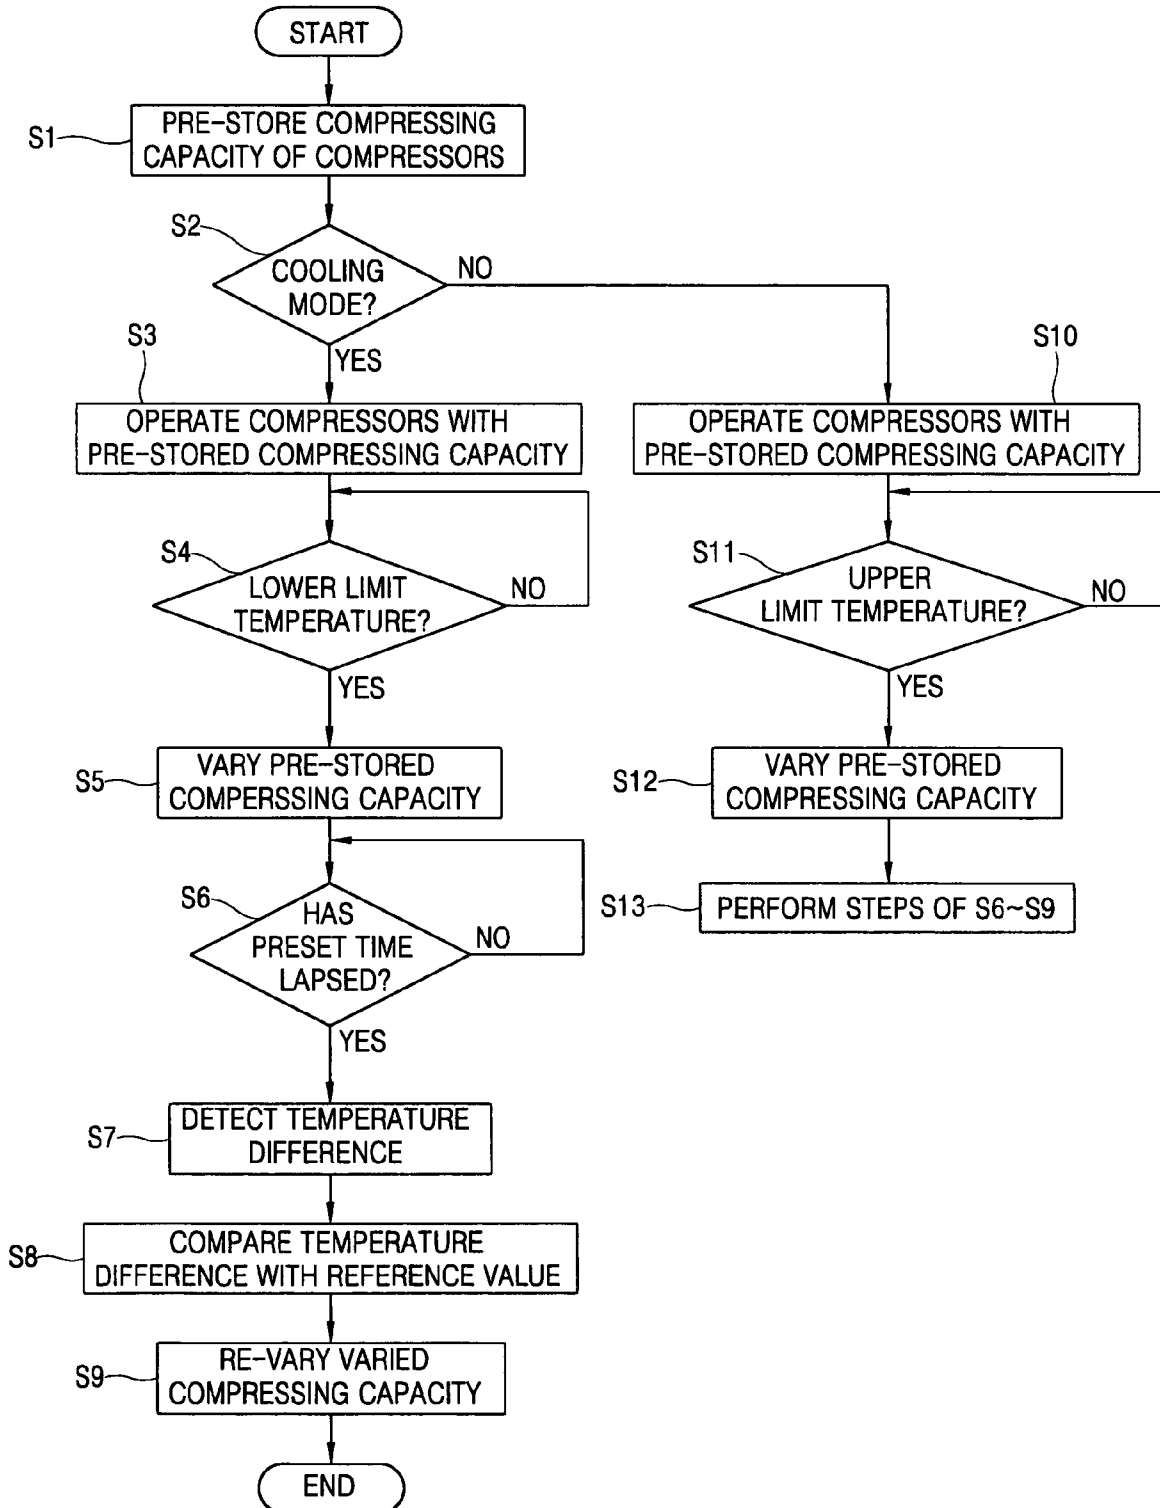 START
S1
PRE-STORE COMPRESSING
CAPACITY OF COMPRESSORS
S2
COOLING
MODE?
NO
YES
S3
OPERATE COMPRESSORS WITH
PRE-STORED COMPRESSING CAPACITY
S4
LOWER LIMIT
TEMPERATURE?
NO
YES
S5
VARY PRE-STORED
COMPERSSING CAPACITY
S6
HAS
PRESET TIME
LAPSED?
NO
YES
S7
DETECT TEMPERATURE
DIFFERENCE
S8
COMPARE TEMPERATURE
DIFFERENCE WITH REFERENCE VALUE
S9
RE-VARY VARIED
COMPRESSING CAPACITY
END
S10
OPERATE COMPRESSORS WITH
PRE-STORED COMPRESSING CAPACITY
S11
UPPER
LIMIT TEMPERATURE?
NO
YES
S12
VARY PRE-STORED
COMPRESSING CAPACITY
S13
PERFORM STEPS OF S6~S9